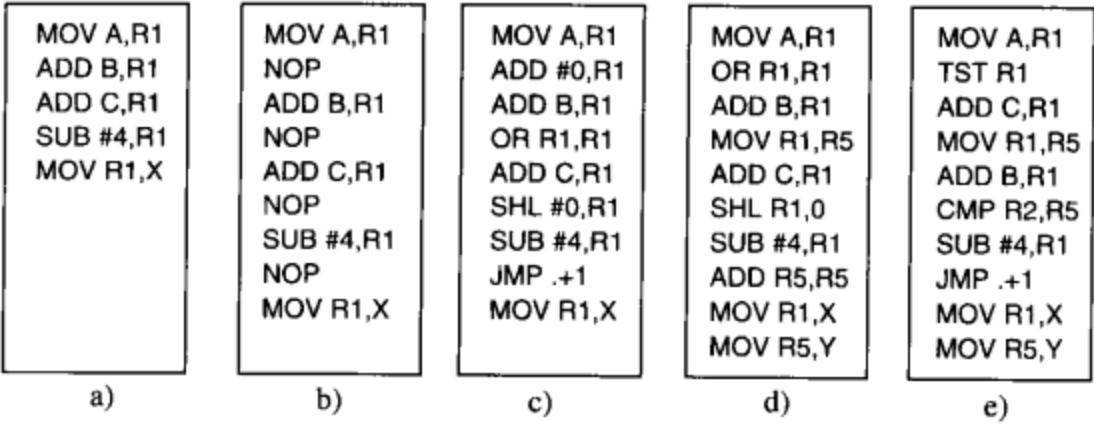 MOV A,R1
ADD B,R1
ADD C,R1
SUB #4,R1
MOV R1,X
a)
MOV A,R1
NOP
ADD B,R1
NOP
ADD C,R1
NOP
SUB #4,R1
NOP
MOV R1,X
b)
MOV A,R1
ADD #0,R1
ADD B,R1
OR R1,R1
ADD C,R1
SHL #0,R1
SUB #4,R1
JMP .+1
MOV R1,X
c)
MOV A,R1
OR R1,R1
ADD B,R1
MOV R1,R5
ADD C,R1
SHL R1,0
SUB #4,R1
ADD R5,R5
MOV R1,X
MOV R5,Y
d)
MOV A,R1
TST R1
ADD C,R1
MOV R1,R5
ADD B,R1
CMP R2,R5
SUB #4,R1
JMP .+1
MOV R1,X
MOV R5,Y
e)